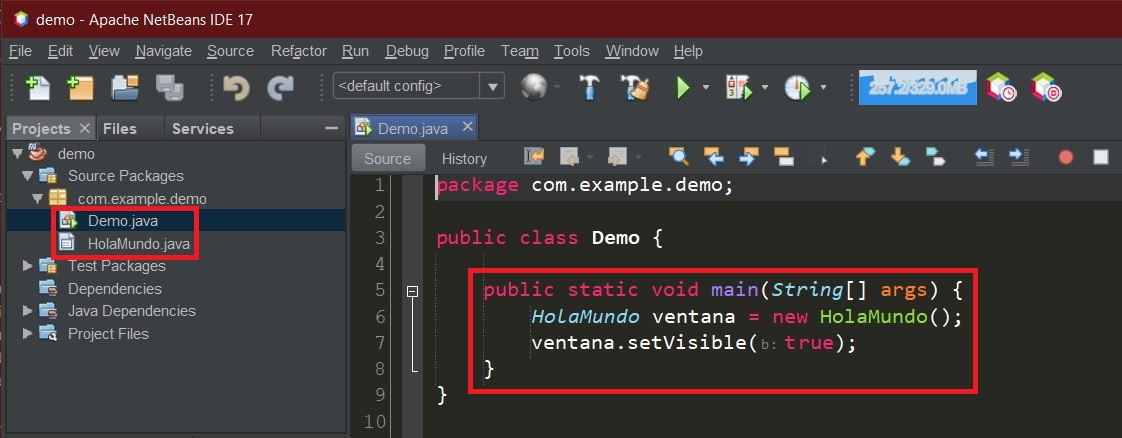 demo - Apache NetBeans IDE 17
File Edit View Navigate Source Refactor Run Debug Profile Team Tools Window Help
<default config>
257.2/329.0MB
Projects Files Services
demo
Source Packages
com.example.demo
Demo.java
HolaMundo.java
Test Packages
Dependencies
Java Dependencies
Project Files
Demo.java
Source History
1 package com.example.demo;
2
3 public class Demo {
4
5 public static void main(String[] args) {
6 HolaMundo ventana = new HolaMundo();
7 ventana.setVisible(b: true);
8 }
9 }
10